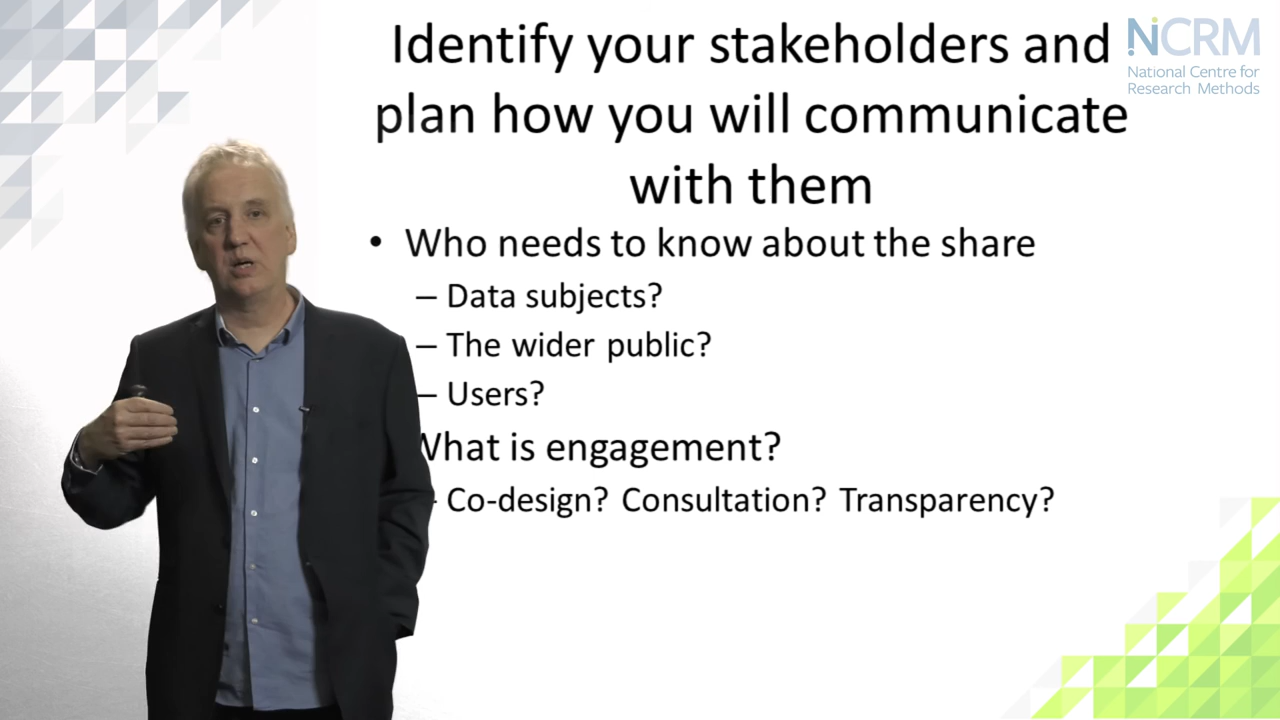 Identify your stakeholders and
plan how you will communicate
with them
NCRM
National Centre for
Research Methods
• Who needs to know about the share
– Data subjects?
– The wider public?
– Users?
What is engagement?
- Co-design? Consultation? Transparency?